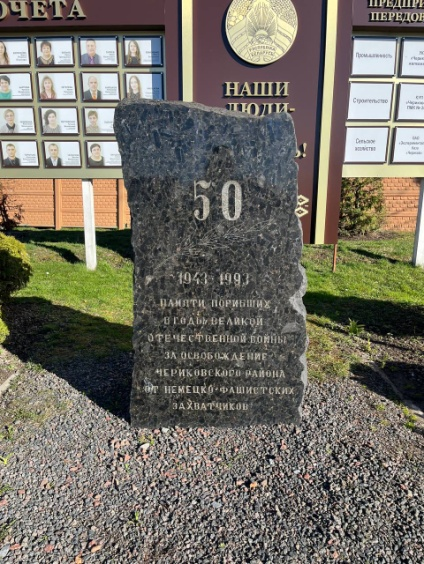 ОЧЕТА
ПРЕДПРИ
ПЕРЕДОВ
НАШИ
ЛЮДИ-
Промышленность
Строительство
Сельское
хозяйство
50
1943-1993
ПАМЯТИ ПОГИБШИХ
В ГОДЫ ВЕЛИКОЙ
ОТЕЧЕСТВЕННОЙ ВОЙНЫ
ЗА ОСВОБОЖДЕНИЕ
ЧЕРИКОВСКОГО РАЙОНА
ОТ НЕМЕЦКО-ФАШИСТСКИХ
ЗАХВАТЧИКОВ